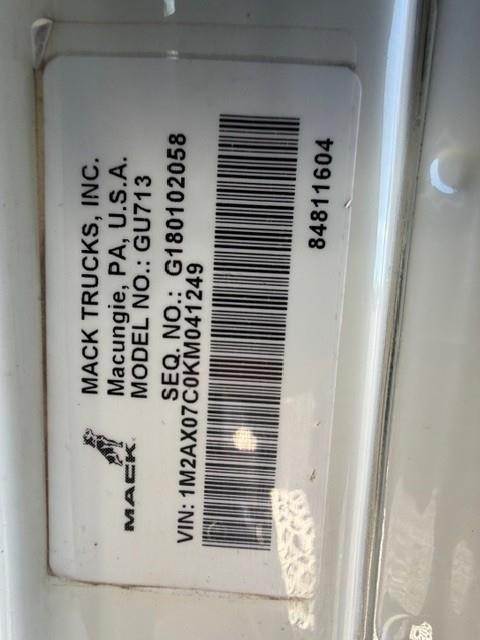 MACK TRUCKS, INC.
Macungie, PA, U.S.A.
MODEL NO.: GU713
MACK
SEQ. NO.: G180102058
VIN: 1M2AX07C0KM041249
84811604